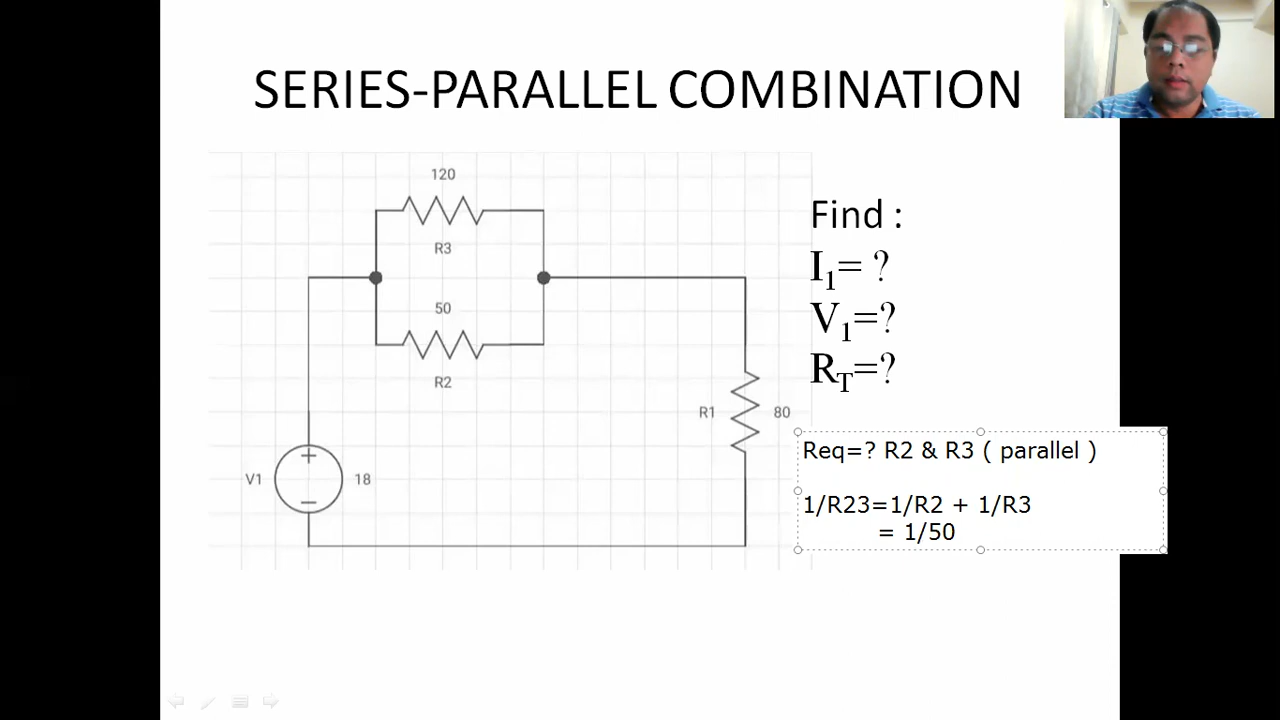 SERIES-PARALLEL COMBINATION
120
R3
50
R2
R1 80
V1 18
+
−
Find :
I1= ?
V1=?
RT=?
Req=? R2 & R3 ( parallel )
1/R23=1/R2 + 1/R3
= 1/50